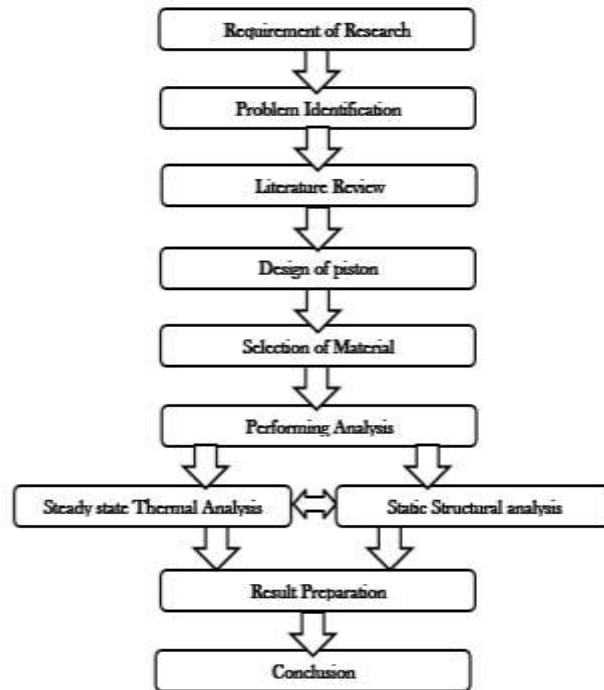 Requirement of Research
Problem Identification
Literature Review
Design of piston
Selection of Material
Performing Analysis
Steady state Thermal Analysis
Static Structural analysis
Result Preparation
Conclusion